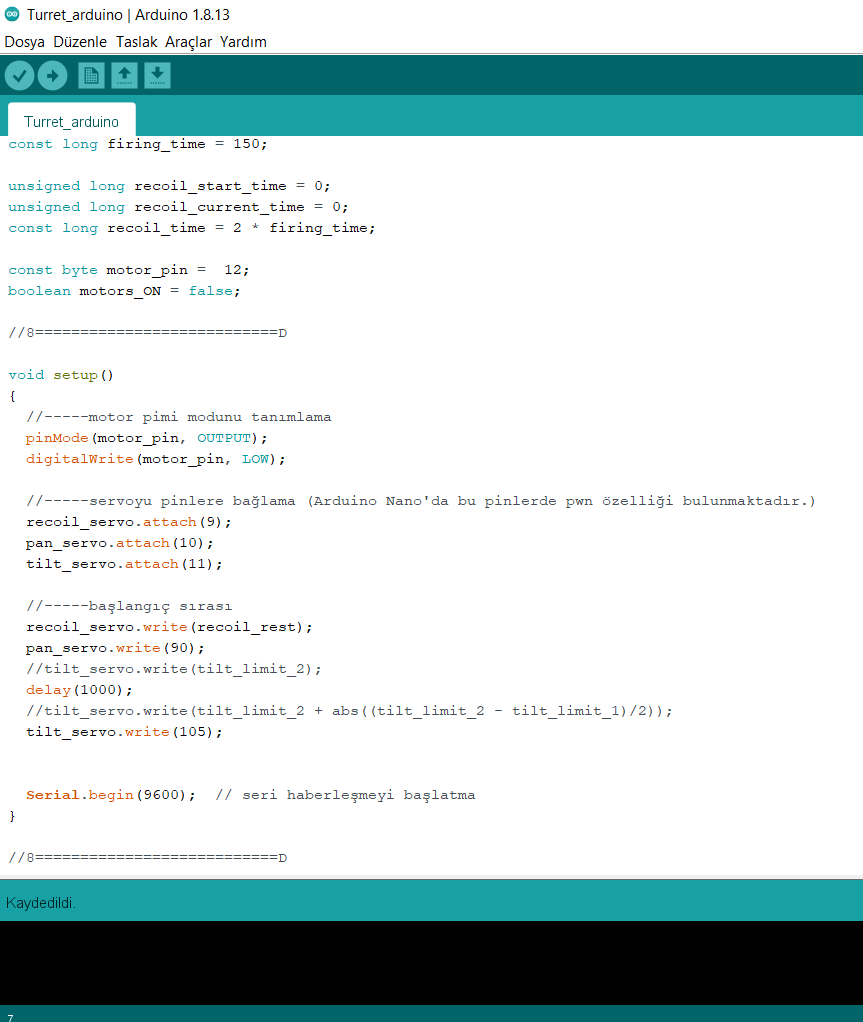 Turret_arduino | Arduino 1.8.13
Dosya Düzenle Taslak Araçlar Yardım
Turret_arduino
const long firing_time = 150;
unsigned long recoil_start_time = 0;
unsigned long recoil_current_time = 0;
const long recoil_time = 2 * firing_time;
const byte motor_pin =  12;
boolean motors_ON = false;
//8===========================D
void setup()
{
  //-----motor pimi modunu tanımlama
  pinMode(motor_pin, OUTPUT);
  digitalWrite(motor_pin, LOW);
  //-----servoyu pinlere bağlama (Arduino Nano'da bu pinlerde pwn özelliği bulunmaktadır.)
  recoil_servo.attach(9);
  pan_servo.attach(10);
  tilt_servo.attach(11);
  //-----başlangıç sırası
  recoil_servo.write(recoil_rest);
  pan_servo.write(90);
  //tilt_servo.write(tilt_limit_2);
  delay(1000);
  //tilt_servo.write(tilt_limit_2 + abs((tilt_limit_2 - tilt_limit_1)/2));
  tilt_servo.write(105);
  Serial.begin(9600);  // seri haberleşmeyi başlatma
}
//8===========================D
Kaydedildi.
7